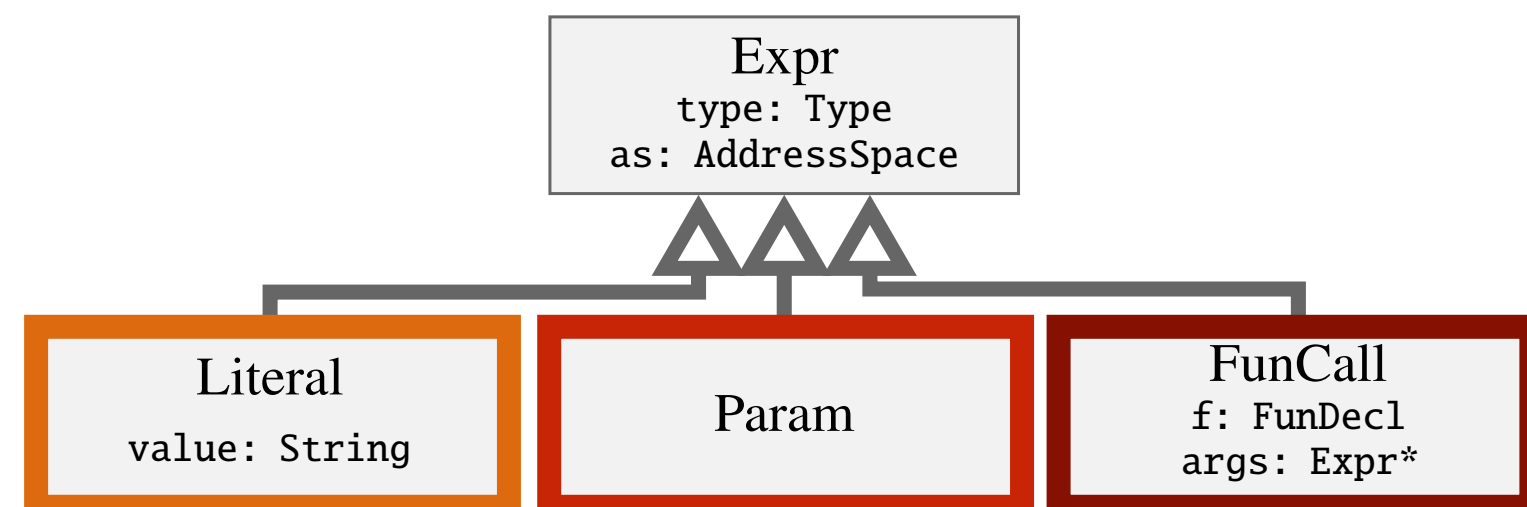 Expr
type: Type
as: AddressSpace
Literal
value: String
Param
FunCall
f: FunDecl
args: Expr*